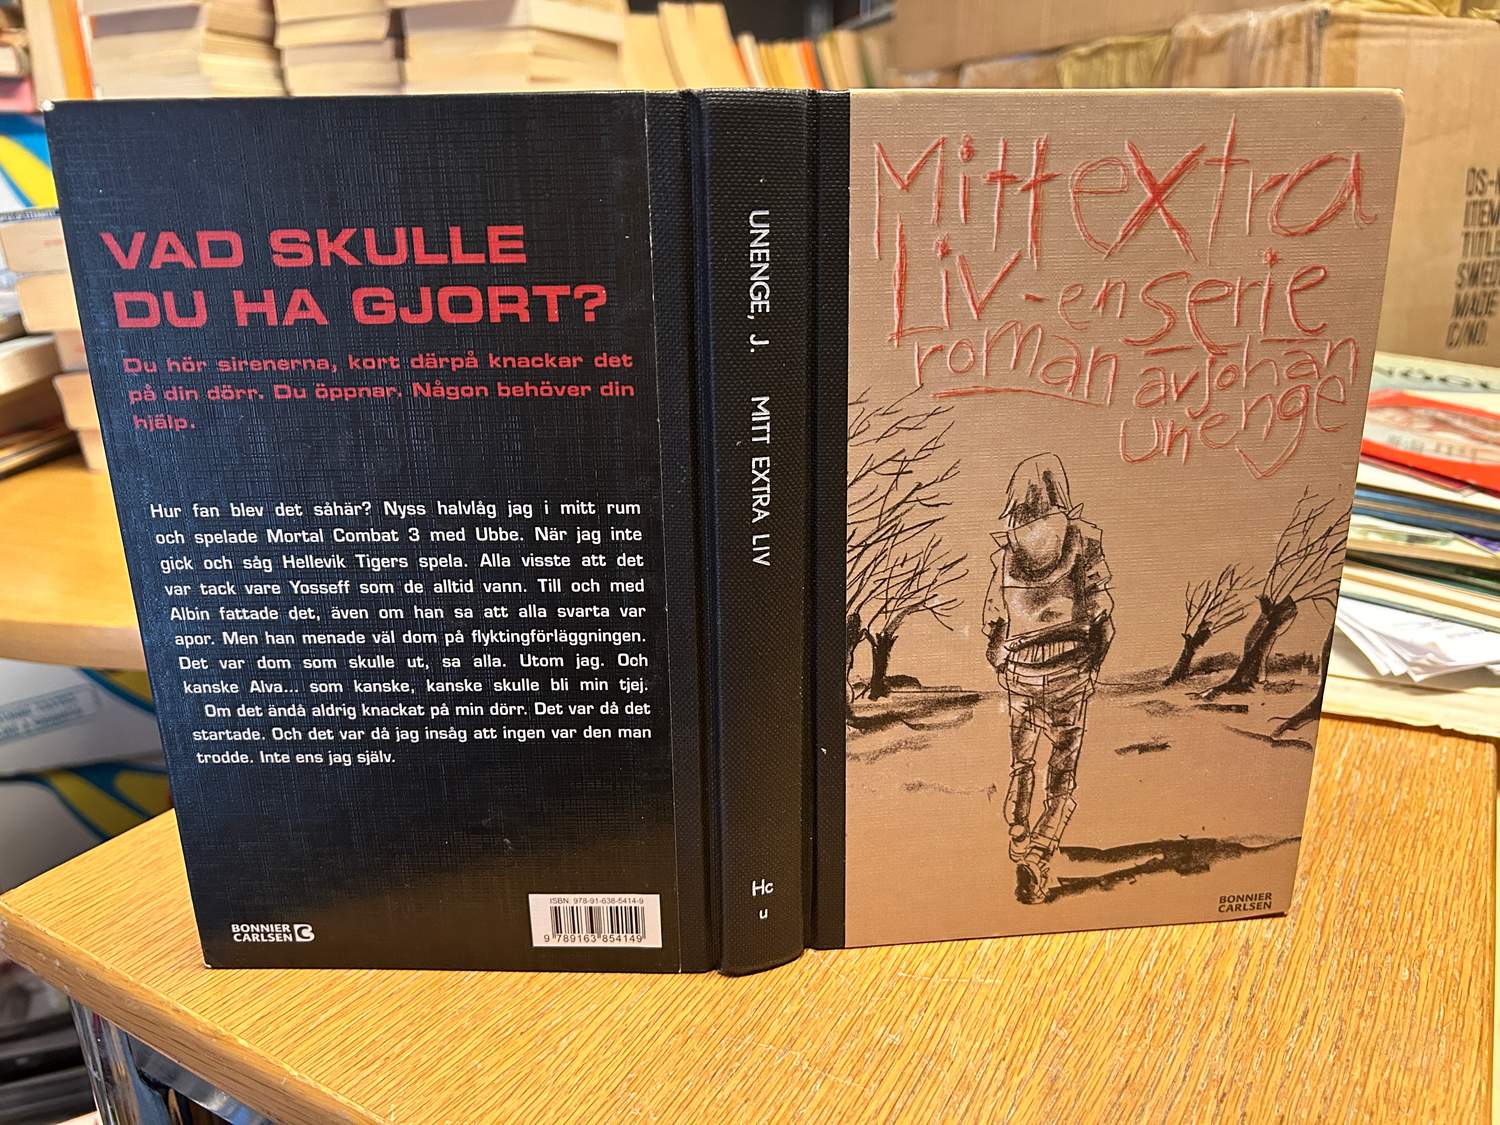 VAD SKULLE
DU HA GJORT?
Du hör sirenerna, kort därpå knackar det
på din dörr. Du öppnar. Någon behöver din
hjälp.
Hur fan blev det såhär? Nyss halvlåg jag i mitt rum
och spelade Mortal Combat 3 med Ubbe. När jag inte
gick och såg Hellevik Tigers spela. Alla visste att det
var tack vare Yosseff som de alltid vann. Till och med
Albin fattade det, även om han sa att alla svarta var
apor. Men han menade väl dom på flyktingförläggningen.
Det var dom som skulle ut, sa alla. Utom jag. Och
kanske Alva... som kanske, kanske skulle bli min tjej.
Om det ändå aldrig knackat på min dörr. Det var då det
startade. Och det var då jag insåg att ingen var den man
trodde. Inte ens jag själv.
BONNIER
CARLSEN
ISBN: 978-91-638-5414-9
9 789163 854149
UNENGE, J. MITT EXTRA LIV
Hc
u
Mitt extra
Liv - en serie
roman av Johan
unenge
BONNIER
CARLSEN
ITEM
TITLE
SWED
MADE
C/NO.